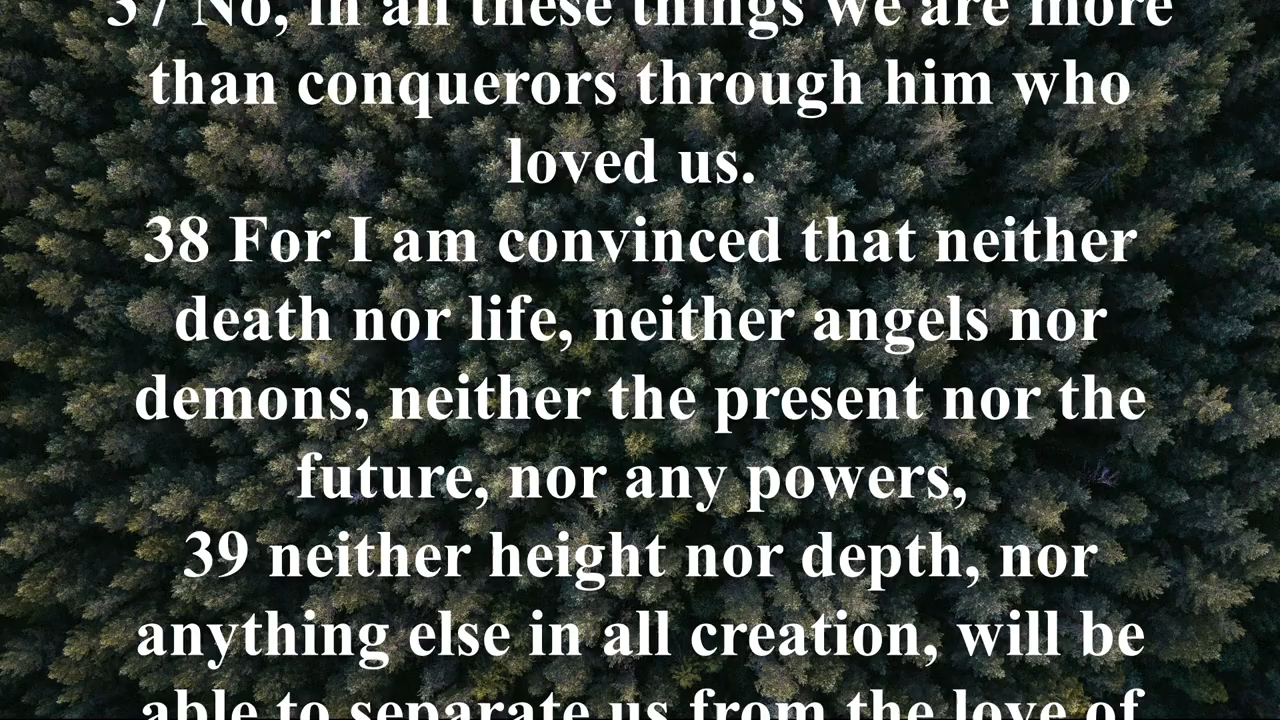 37 No, in all these things we are more
than conquerors through him who
loved us.
38 For I am convinced that neither
death nor life, neither angels nor
demons, neither the present nor the
future, nor any powers,
39 neither height nor depth, nor
anything else in all creation, will be
able to separate us from the love of